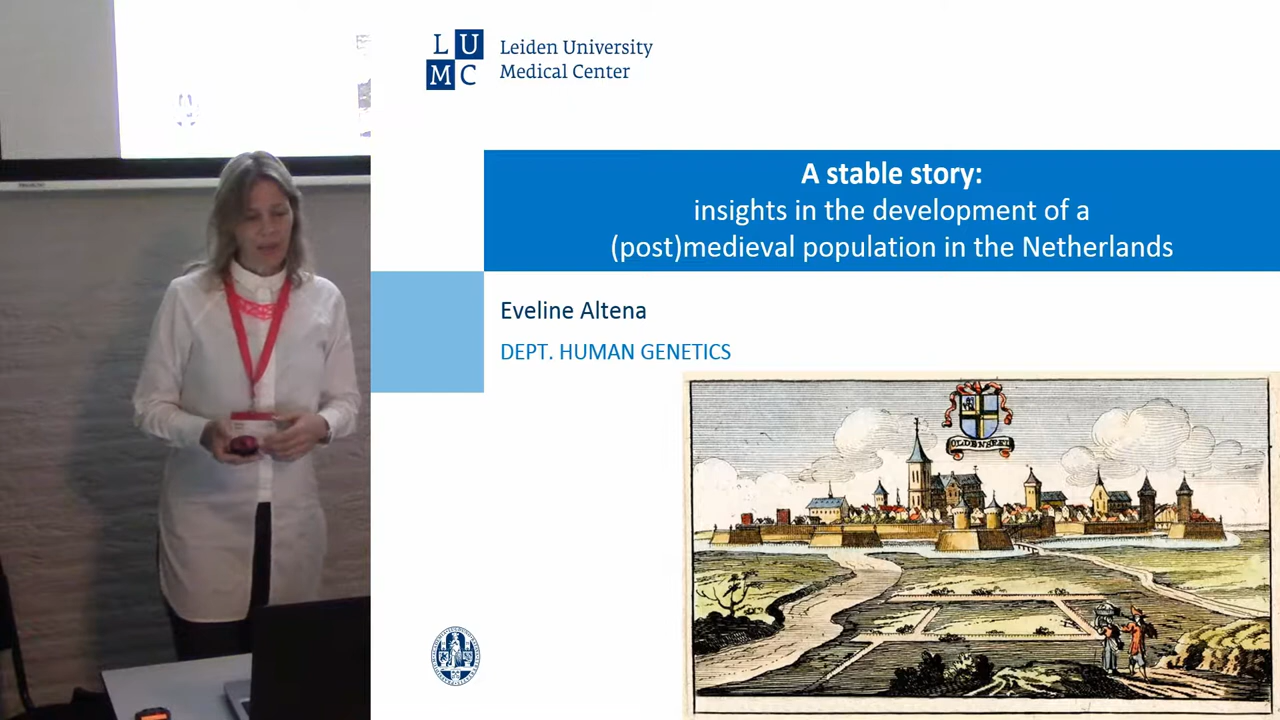 L U
M C
Leiden University
Medical Center
A stable story:
insights in the development of a
(post)medieval population in the Netherlands
Eveline Altena
DEPT. HUMAN GENETICS